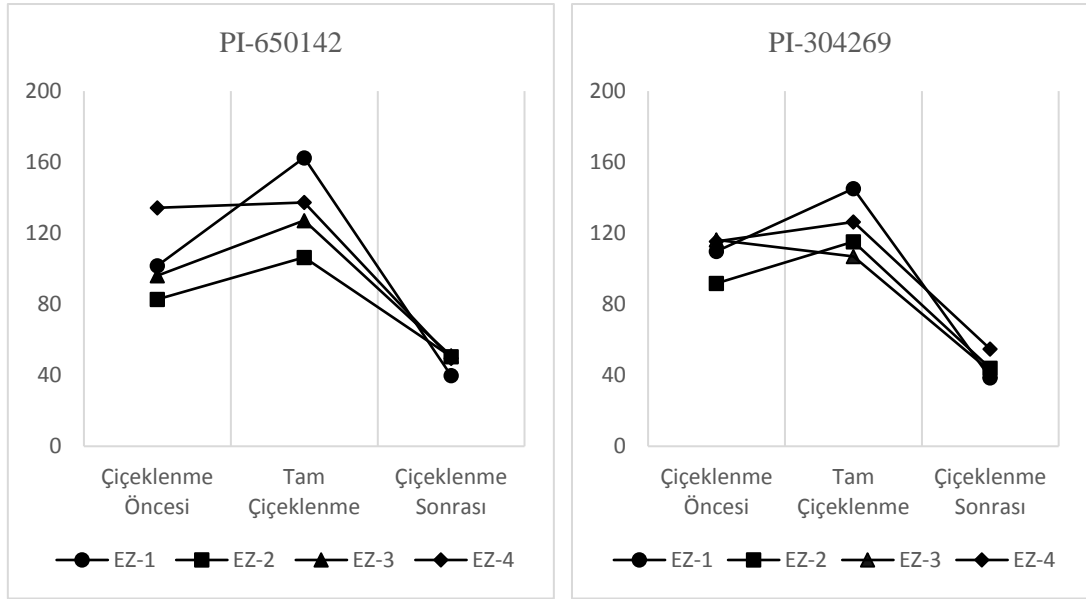 PI-650142
200
160
120
80
40
0
Çiçeklenme Öncesi
Tam Çiçeklenme
Çiçeklenme Sonrası
EZ-1 EZ-2 EZ-3 EZ-4
PI-304269
200
160
120
80
40
0
Çiçeklenme Öncesi
Tam Çiçeklenme
Çiçeklenme Sonrası
EZ-1 EZ-2 EZ-3 EZ-4